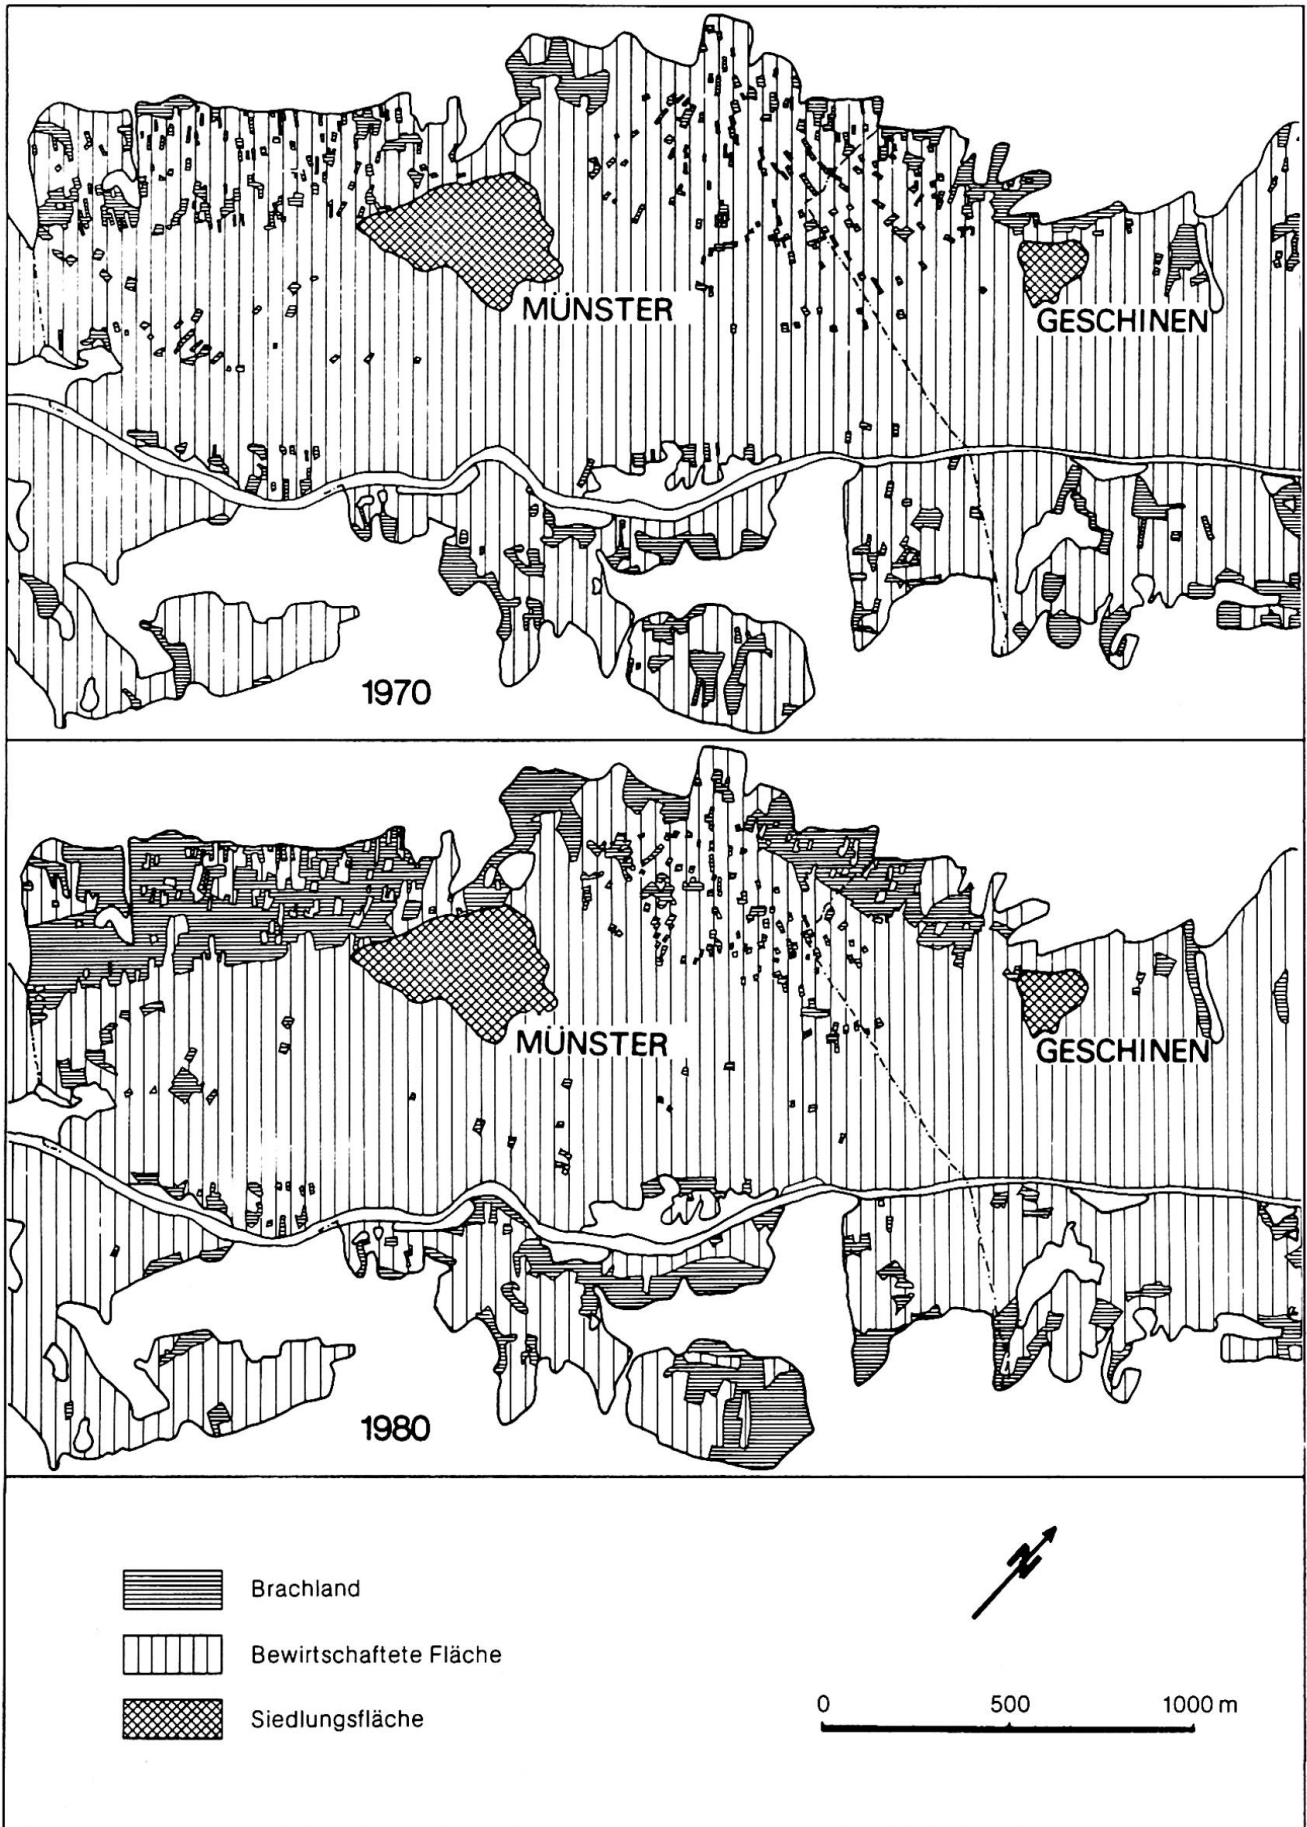 MÜNSTER
GESCHINEN
1970
MÜNSTER
GESCHINEN
1980
Brachland
Bewirtschaftete Fläche
Siedlungsfläche
N
0 500 1000 m